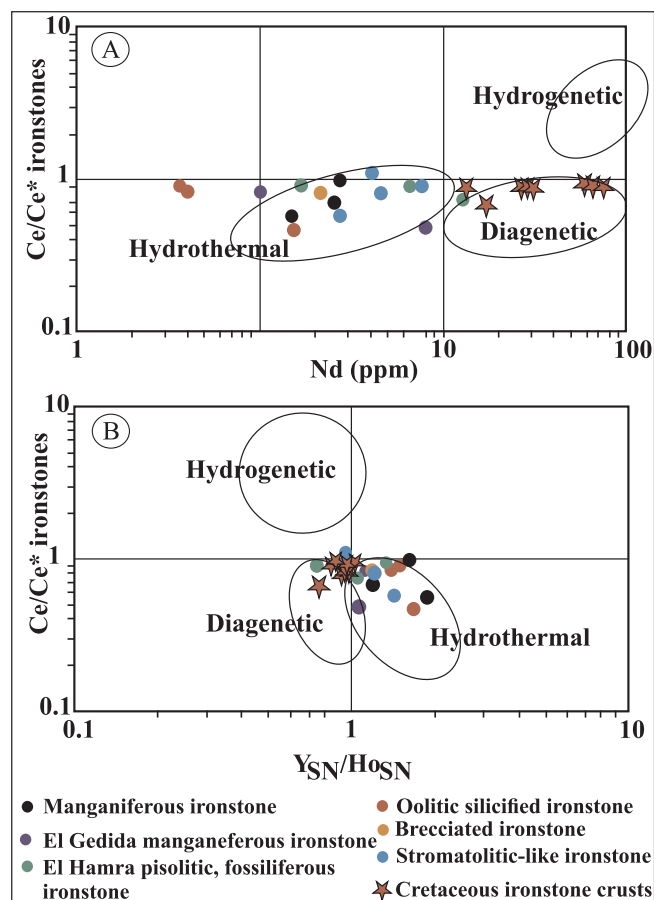 A
10
Hydrogenetic
1
Hydrothermal
Diagenetic
0.1
1
10
100
Nd (ppm)
Ce/Ce* ironstones
B
10
Hydrogenetic
1
Diagenetic
Hydrothermal
0.1
0.1
1
10
YSN/HoSN
Ce/Ce* ironstones
Manganiferous ironstone
El Gedida manganeferous ironstone
El Hamra pisolitic, fossiliferous
ironstone
Oolitic silicified ironstone
Brecciated ironstone
Stromatolitic-like ironstone
Cretaceous ironstone crusts